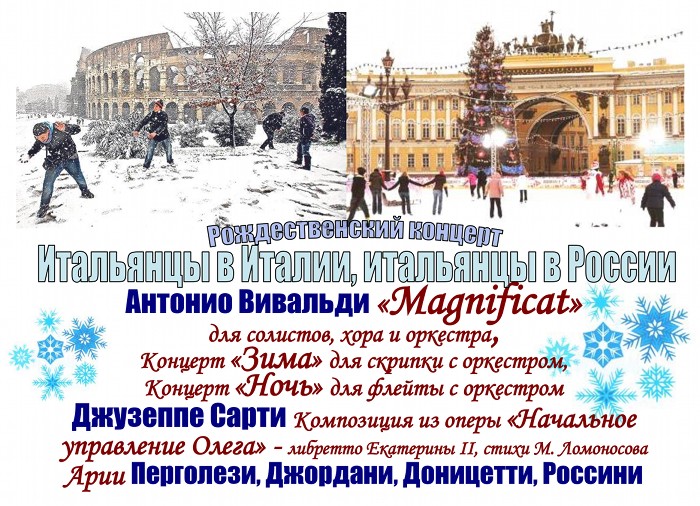 Рождественский концерт
Итальянцы в Италии, итальянцы в России
Антонио Вивальди «Magnificat»
для солистов, хора и оркестра,
Концерт «Зима» для скрипки с оркестром,
Концерт «Ночь» для флейты с оркестром
Джузеппе Сарти Композиция из оперы «Начальное
управление Олега» - либретто Екатерины II, стихи М. Ломоносова
Арии Перголези, Джордани, Доницетти, Россини